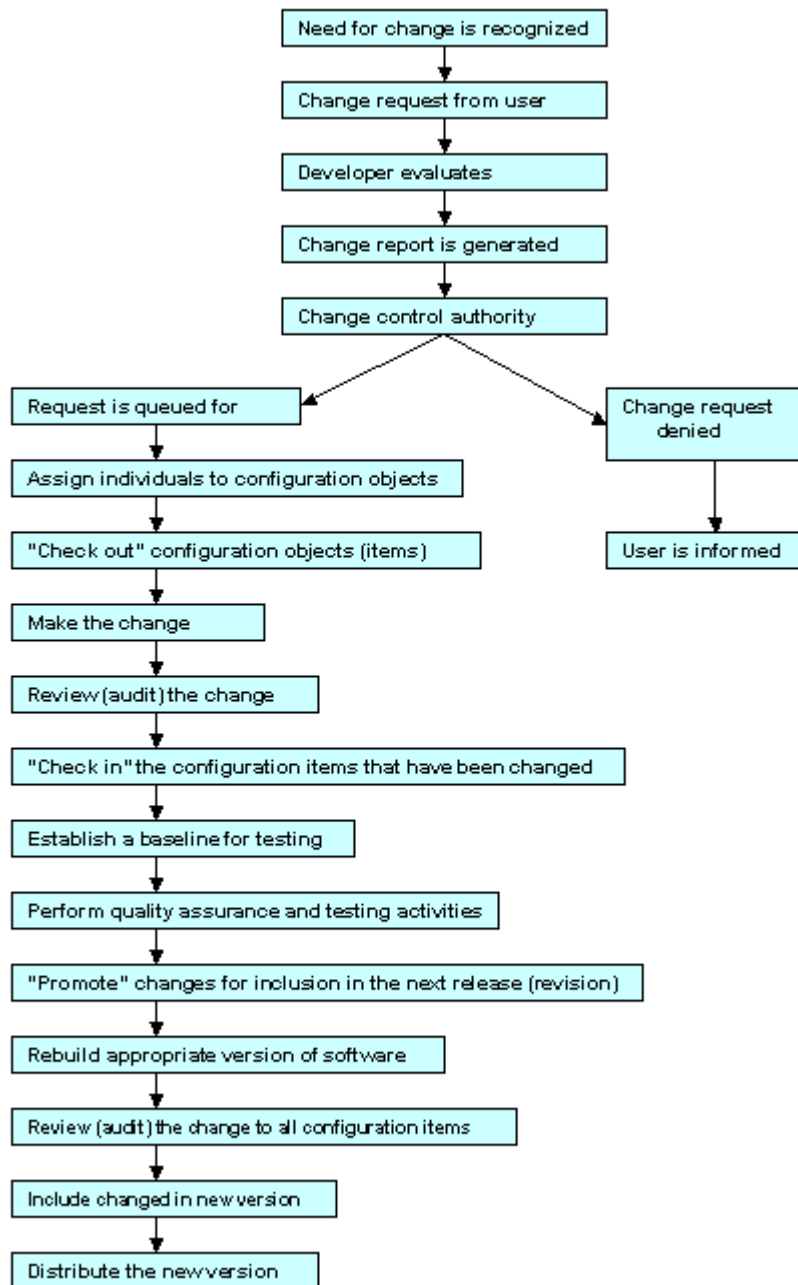 Need for change is recognized
Change request from user
Developer evaluates
Change report is generated
Change control authority
Request is queued for
Change request
denied
Assign individuals to configuration objects
"Check out" configuration objects (items)
User is informed
Make the change
Review (audit) the change
"Check in" the configuration items that have been changed
Establish a baseline for testing
Perform quality assurance and testing activities
"Promote" changes for inclusion in the next release (revision)
Rebuild appropriate version of software
Review (audit) the change to all configuration items
Include changed in new version
Distribute the new version